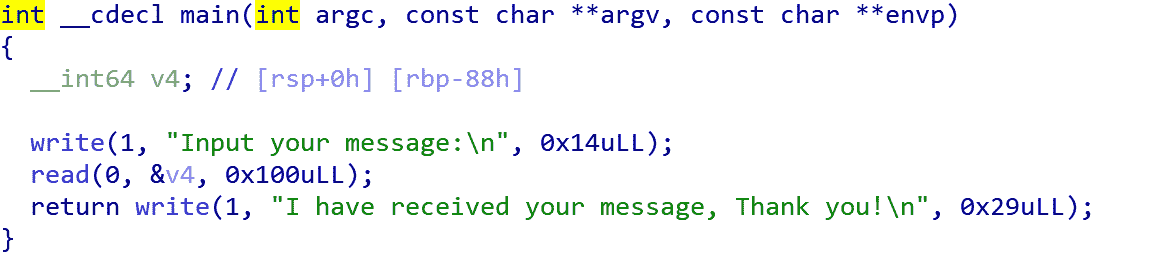 int __cdecl main(int argc, const char **argv, const char **envp)
{
  __int64 v4; // [rsp+0h] [rbp-88h]
  write(1, "Input your message:\n", 0x14uLL);
  read(0, &v4, 0x100uLL);
  return write(1, "I have received your message, Thank you!\n", 0x29uLL);
}